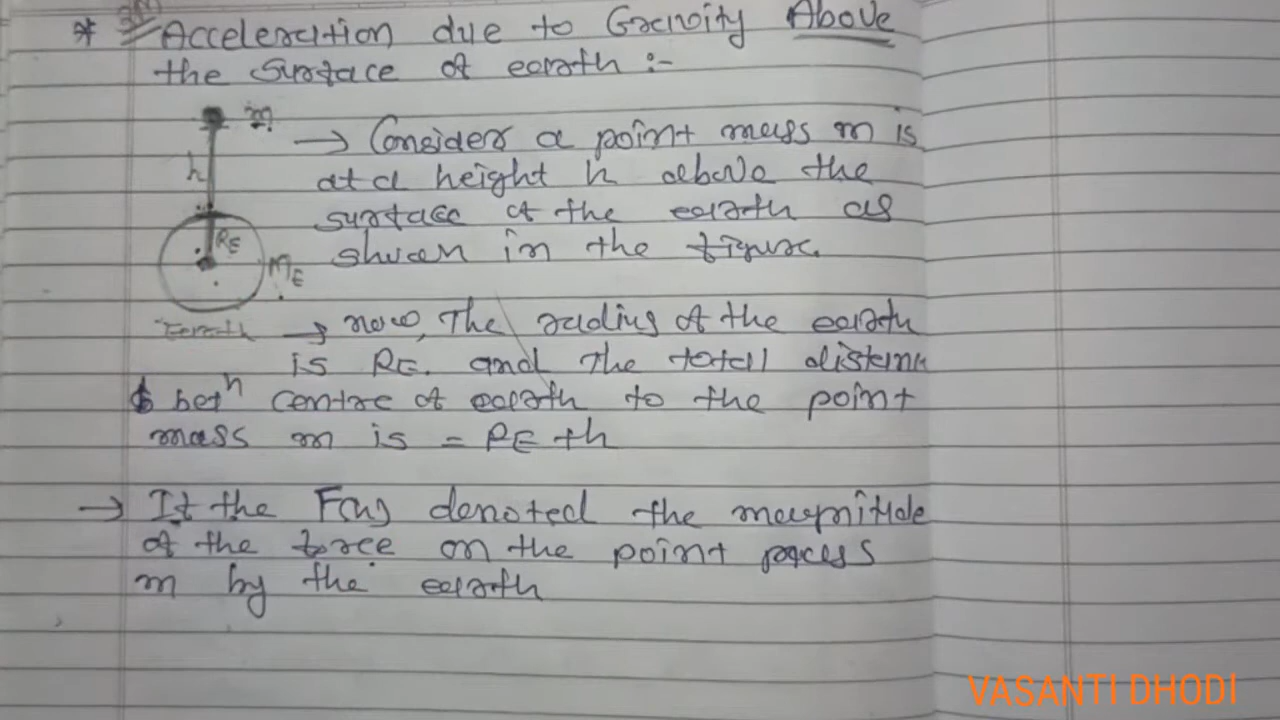 * 3M Acceleration due to Gravity Above
the Surface of earth :-
m
→ Consider a point mass m is
h
at a height h above the
surface of the earth as
RE
shown in the figure.
ME
Earth
→ now, The radius of the earth
is RE. and The total distance
betⁿ centre of earth to the point
mass m is = RE + h
→ If the F(h) denoted the magnitude
of the force on the point mass
m by the earth
VASANTI DHODI